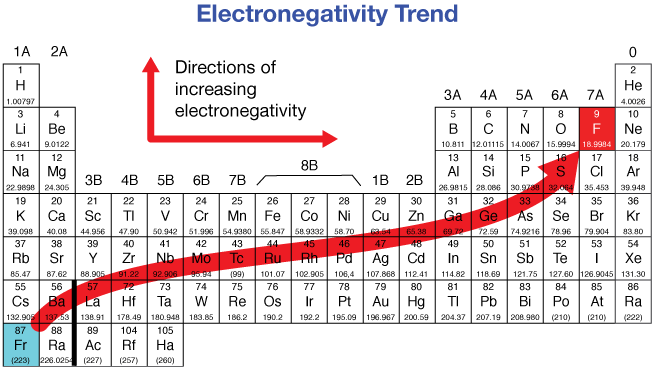 Electronegativity Trend
1A 2A 0
1 2
H He
1.00797 4.0026
Directions of
increasing
electronegativity
3A 4A 5A 6A 7A
3 4 5 6 7 8 9 10
Li Be B C N O F Ne
6.941 9.0122 10.811 12.01115 14.0067 15.9994 18.9984 20.179
11 12 13 14 15 16 17 18
Na Mg Al Si P S Cl Ar
22.9898 24.305 26.9815 28.086 30.9738 32.064 35.453 39.948
3B 4B 5B 6B 7B 8B 1B 2B
19 20 21 22 23 24 25 26 27 28 29 30 31 32 33 34 35 36
K Ca Sc Tl V Cr Mn Fe Co Ni Cu Zn Ga Ge As Se Br Kr
39.098 40.08 44.956 47.90 50.942 51.996 54.9380 55.847 58.9332 58.70 63.54 65.38 69.72 72.59 74.9216 78.96 79.904 83.80
37 38 39 40 41 42 43 44 45 46 47 48 49 50 51 52 53 54
Rb Sr Y Zr Nb Mo Tc Ru Rh Pd Ag Cd In Sn Sb Te I Xe
85.47 87.62 88.905 91.22 92.906 95.94 (99) 101.07 102.905 106,4 107.868 112.41 114.82 118.69 121.75 127.60 126.9045 131.30
55 56 57 72 73 75 76 77 78 79 80 81 82 83 84 85 86
Cs Ba La Hf Ta W Re Os Ir Pt Au Hg Tl Pb Bi Po At Ra
132.905 137.53 138.91 178.49 180.948 183.85 186.2 190.2 192.2 195.09 196.967 200.59 204.37 207.19 208.980 (210) (210) (222)
87 88 89 104 105
Fr Ra Ac Rf Ha
(223) 226.0254 (227) (257) (260)